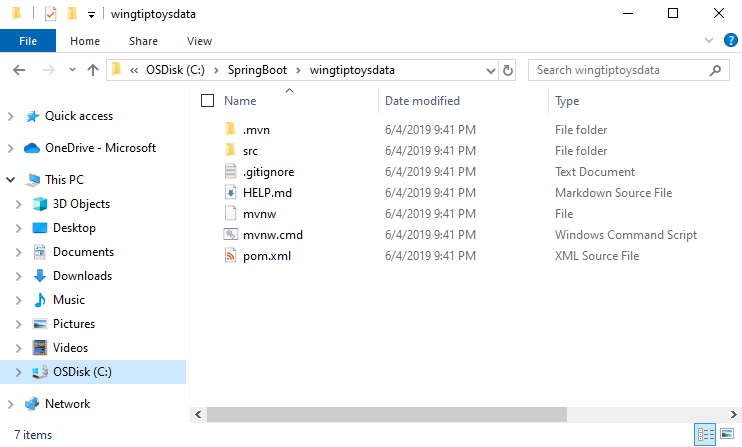 wingtiptoysdata
File Home Share View
« OSDisk (C:) > SpringBoot > wingtiptoysdata Search wingtiptoysdata
Name Date modified Type
Quick access
OneDrive - Microsoft
This PC
3D Objects
Desktop
Documents
Downloads
Music
Pictures
Videos
OSDisk (C:)
Network
.mvn 6/4/2019 9:41 PM File folder
src 6/4/2019 9:41 PM File folder
.gitignore 6/4/2019 9:41 PM Text Document
HELP.md 6/4/2019 9:41 PM Markdown Source File
mvnw 6/4/2019 9:41 PM File
mvnw.cmd 6/4/2019 9:41 PM Windows Command Script
pom.xml 6/4/2019 9:41 PM XML Source File
7 items